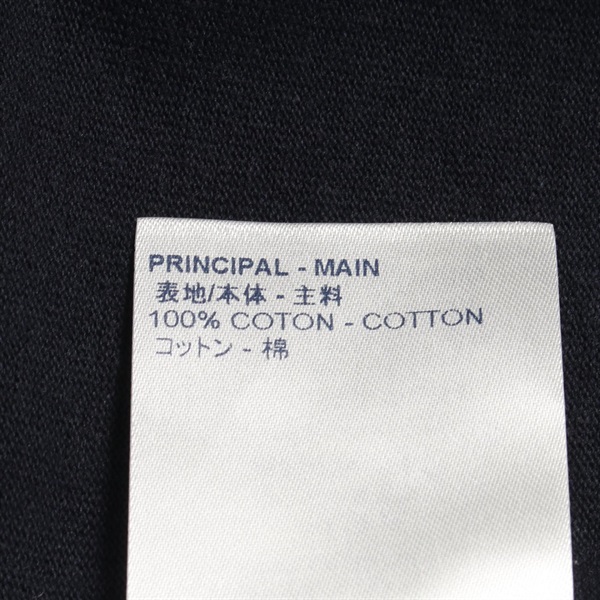 PRINCIPAL - MAIN
表地/本体 - 主料
100% COTON - COTTON
コットン - 棉